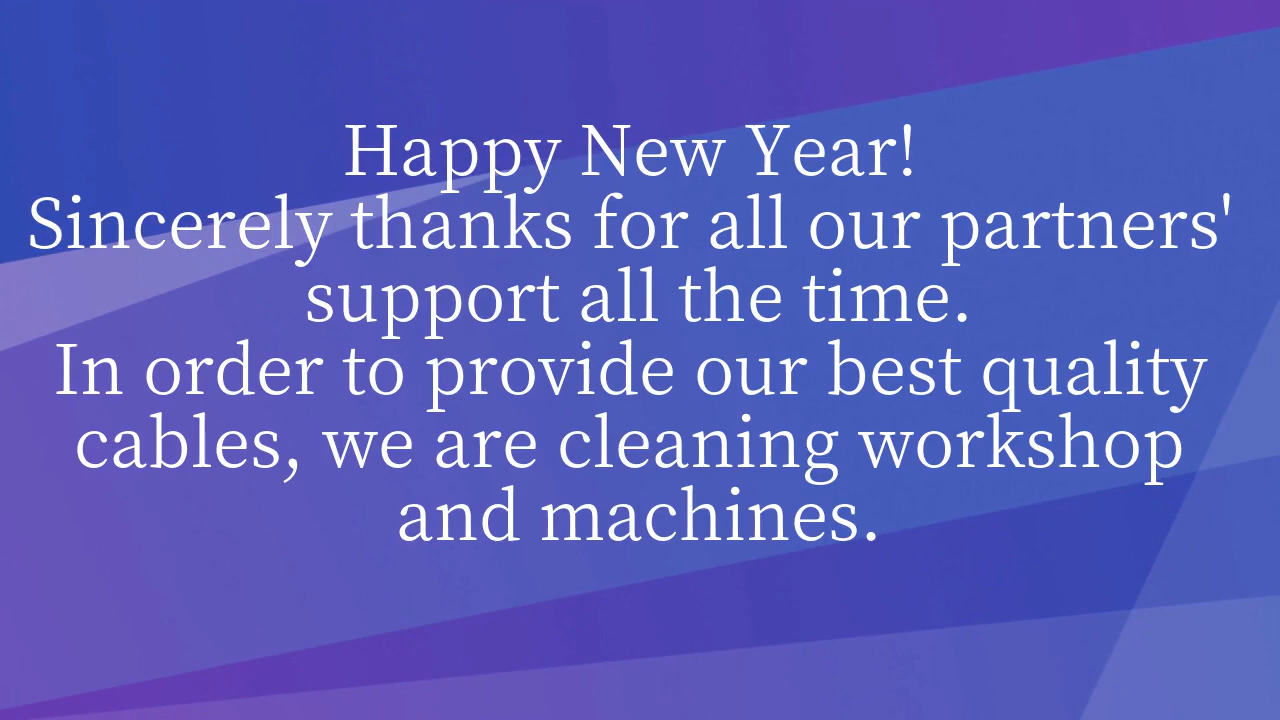 Happy New Year!
Sincerely thanks for all our partners'
support all the time.
In order to provide our best quality
cables, we are cleaning workshop
and machines.